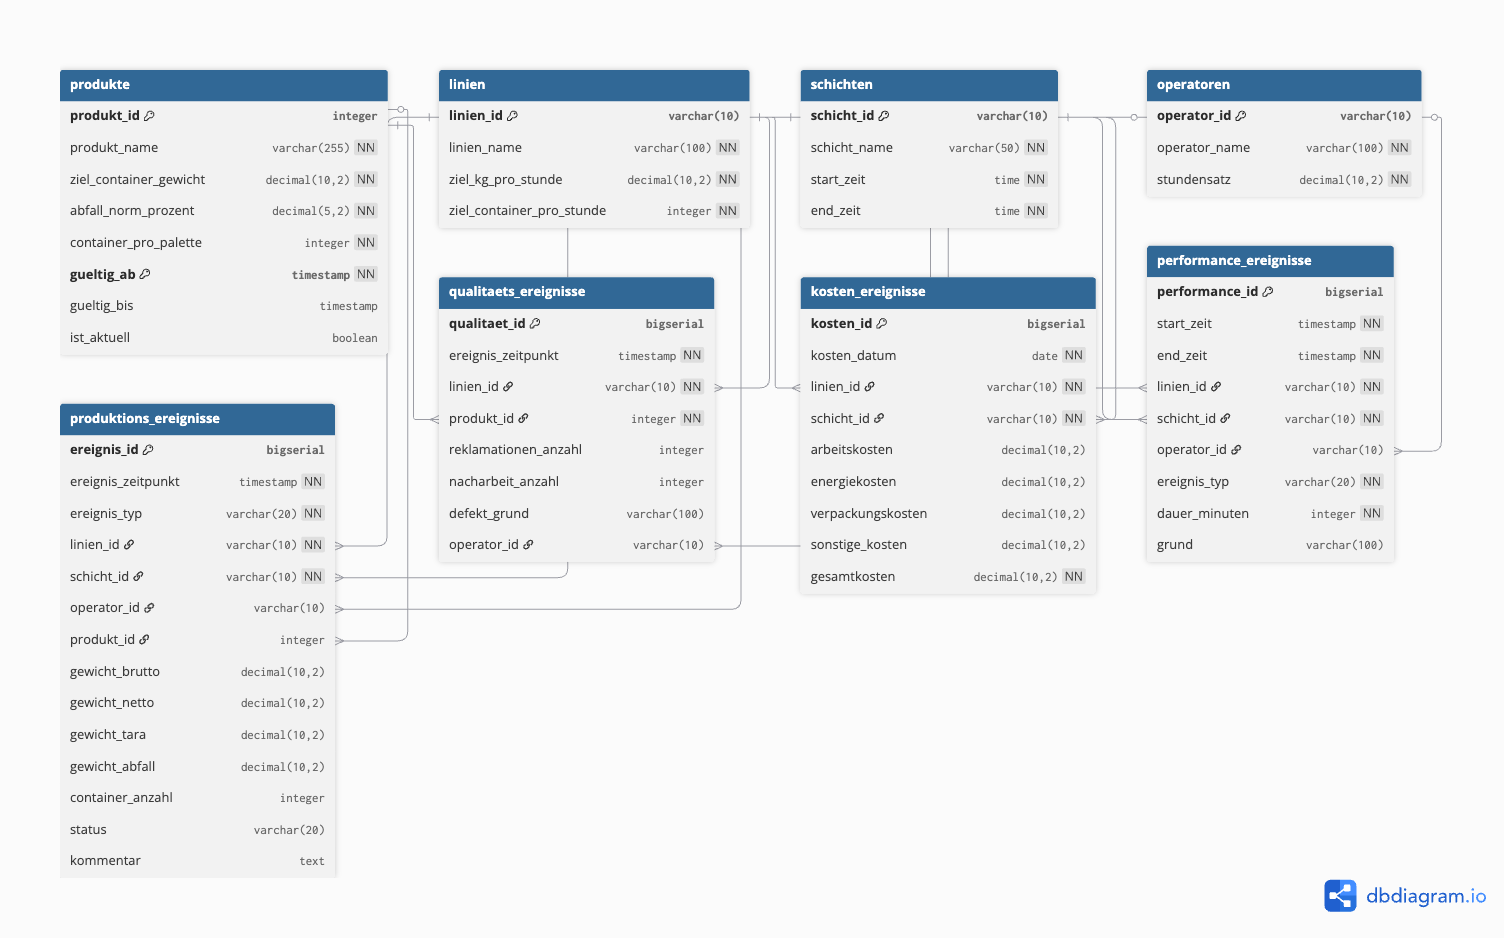 produkte
produkt_id integer
produkt_name varchar(255) NN
ziel_container_gewicht decimal(10,2) NN
abfall_norm_prozent decimal(5,2) NN
container_pro_palette integer NN
gueltig_ab timestamp NN
gueltig_bis timestamp
ist_aktuell boolean
linien
linien_id varchar(10)
linien_name varchar(100) NN
ziel_kg_pro_stunde decimal(10,2) NN
ziel_container_pro_stunde integer NN
schichten
schicht_id varchar(10)
schicht_name varchar(50) NN
start_zeit time NN
end_zeit time NN
operatoren
operator_id varchar(10)
operator_name varchar(100) NN
stundensatz decimal(10,2) NN
qualitaets_ereignisse
qualitaet_id bigserial
ereignis_zeitpunkt timestamp NN
linien_id varchar(10) NN
produkt_id integer NN
reklamationen_anzahl integer
nacharbeit_anzahl integer
defekt_grund varchar(100)
operator_id varchar(10)
kosten_ereignisse
kosten_id bigserial
kosten_datum date NN
linien_id varchar(10) NN
schicht_id varchar(10) NN
arbeitskosten decimal(10,2)
energiekosten decimal(10,2)
verpackungskosten decimal(10,2)
sonstige_kosten decimal(10,2)
gesamtkosten decimal(10,2) NN
performance_ereignisse
performance_id bigserial
start_zeit timestamp NN
end_zeit timestamp NN
linien_id varchar(10) NN
schicht_id varchar(10) NN
operator_id varchar(10)
ereignis_typ varchar(20) NN
dauer_minuten integer NN
grund varchar(100)
produktions_ereignisse
ereignis_id bigserial
ereignis_zeitpunkt timestamp NN
ereignis_typ varchar(20) NN
linien_id varchar(10) NN
schicht_id varchar(10) NN
operator_id varchar(10)
produkt_id integer
gewicht_brutto decimal(10,2)
gewicht_netto decimal(10,2)
gewicht_tara decimal(10,2)
gewicht_abfall decimal(10,2)
container_anzahl integer
status varchar(20)
kommentar text
dbdiagram.io